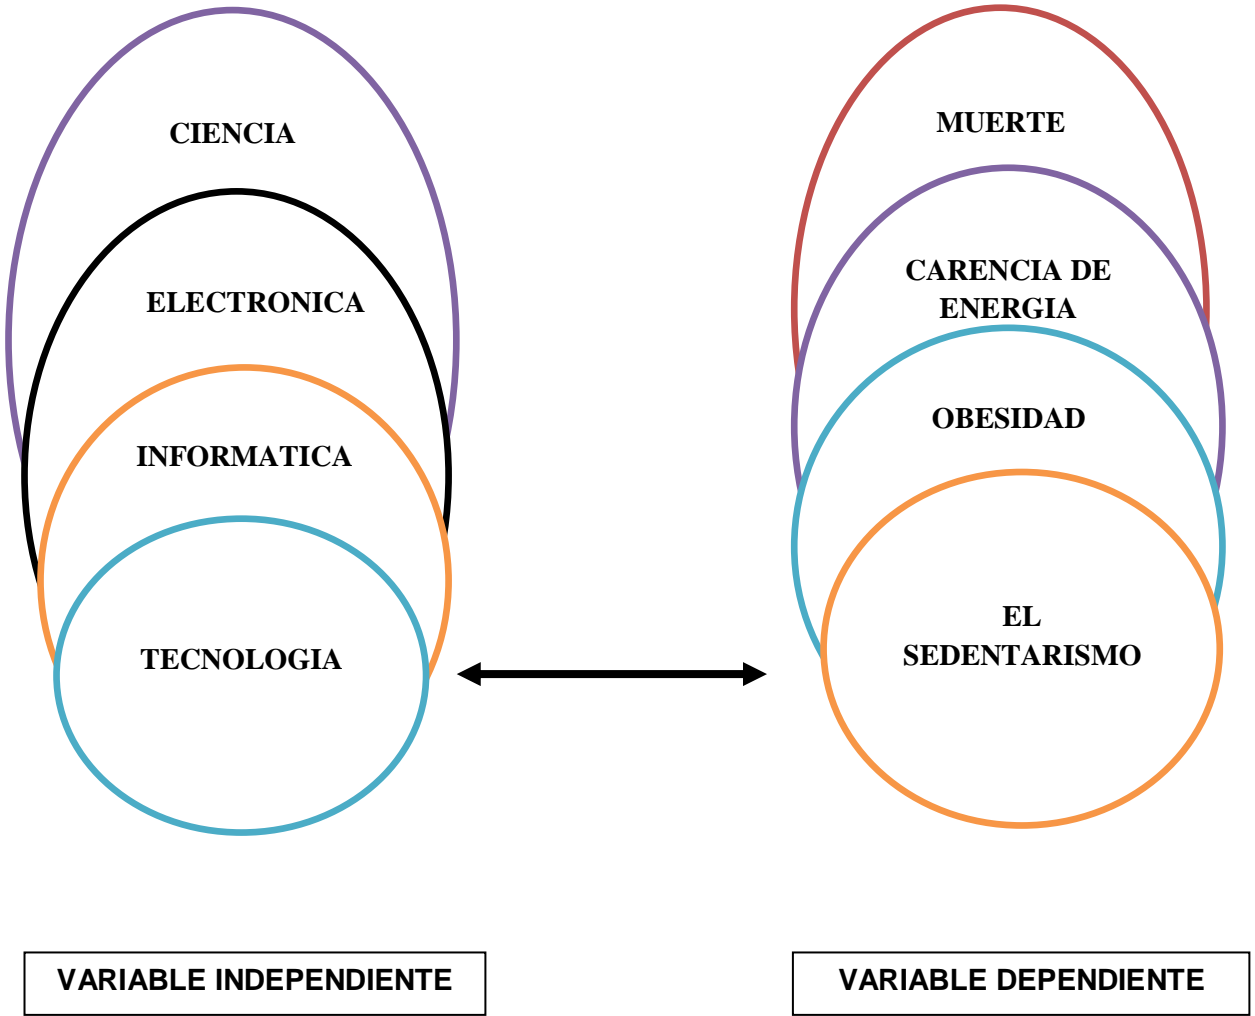 CIENCIA
ELECTRONICA
INFORMATICA
TECNOLOGIA
MUERTE
CARENCIA DE
ENERGIA
OBESIDAD
EL
SEDENTARISMO
VARIABLE INDEPENDIENTE
VARIABLE DEPENDIENTE